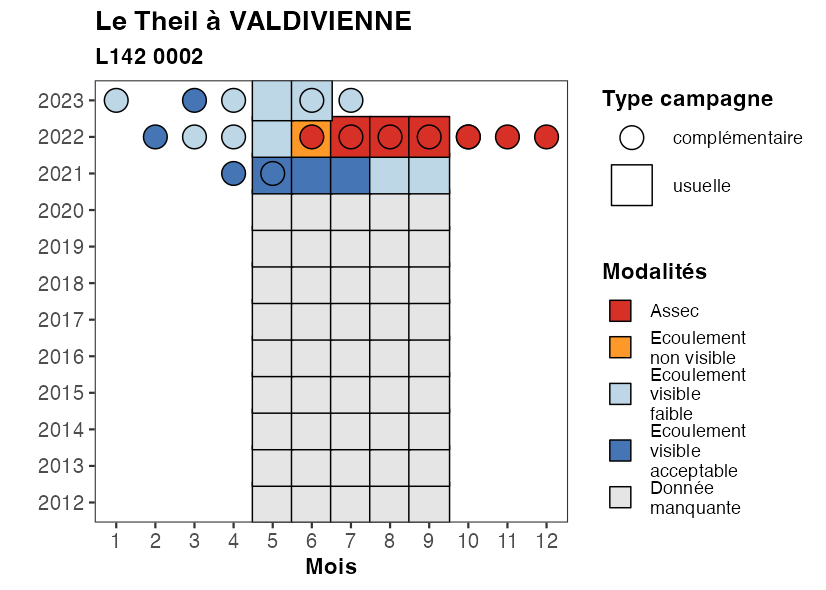 Le Theil à VALDIVIENNE
L142 0002
2023
2022
2021
2020
2019
2018
2017
2016
2015
2014
2013
2012
1 2 3 4 5 6 7 8 9 10 11 12
Mois
Type campagne
complémentaire
usuelle
Modalités
Assec
Ecoulement
non visible
Ecoulement
visible
faible
Ecoulement
visible
acceptable
Donnée
manquante